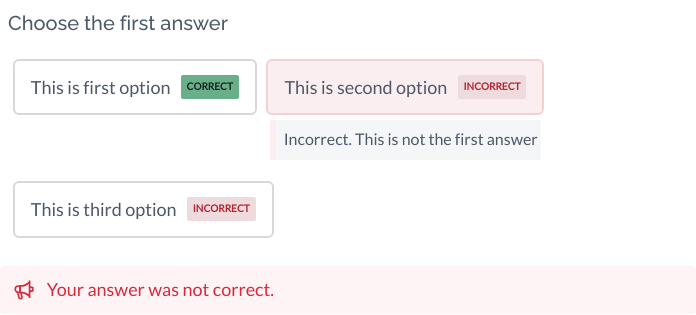 Choose the first answer
This is first option CORRECT
This is second option INCORRECT
Incorrect. This is not the first answer
This is third option INCORRECT
Your answer was not correct.